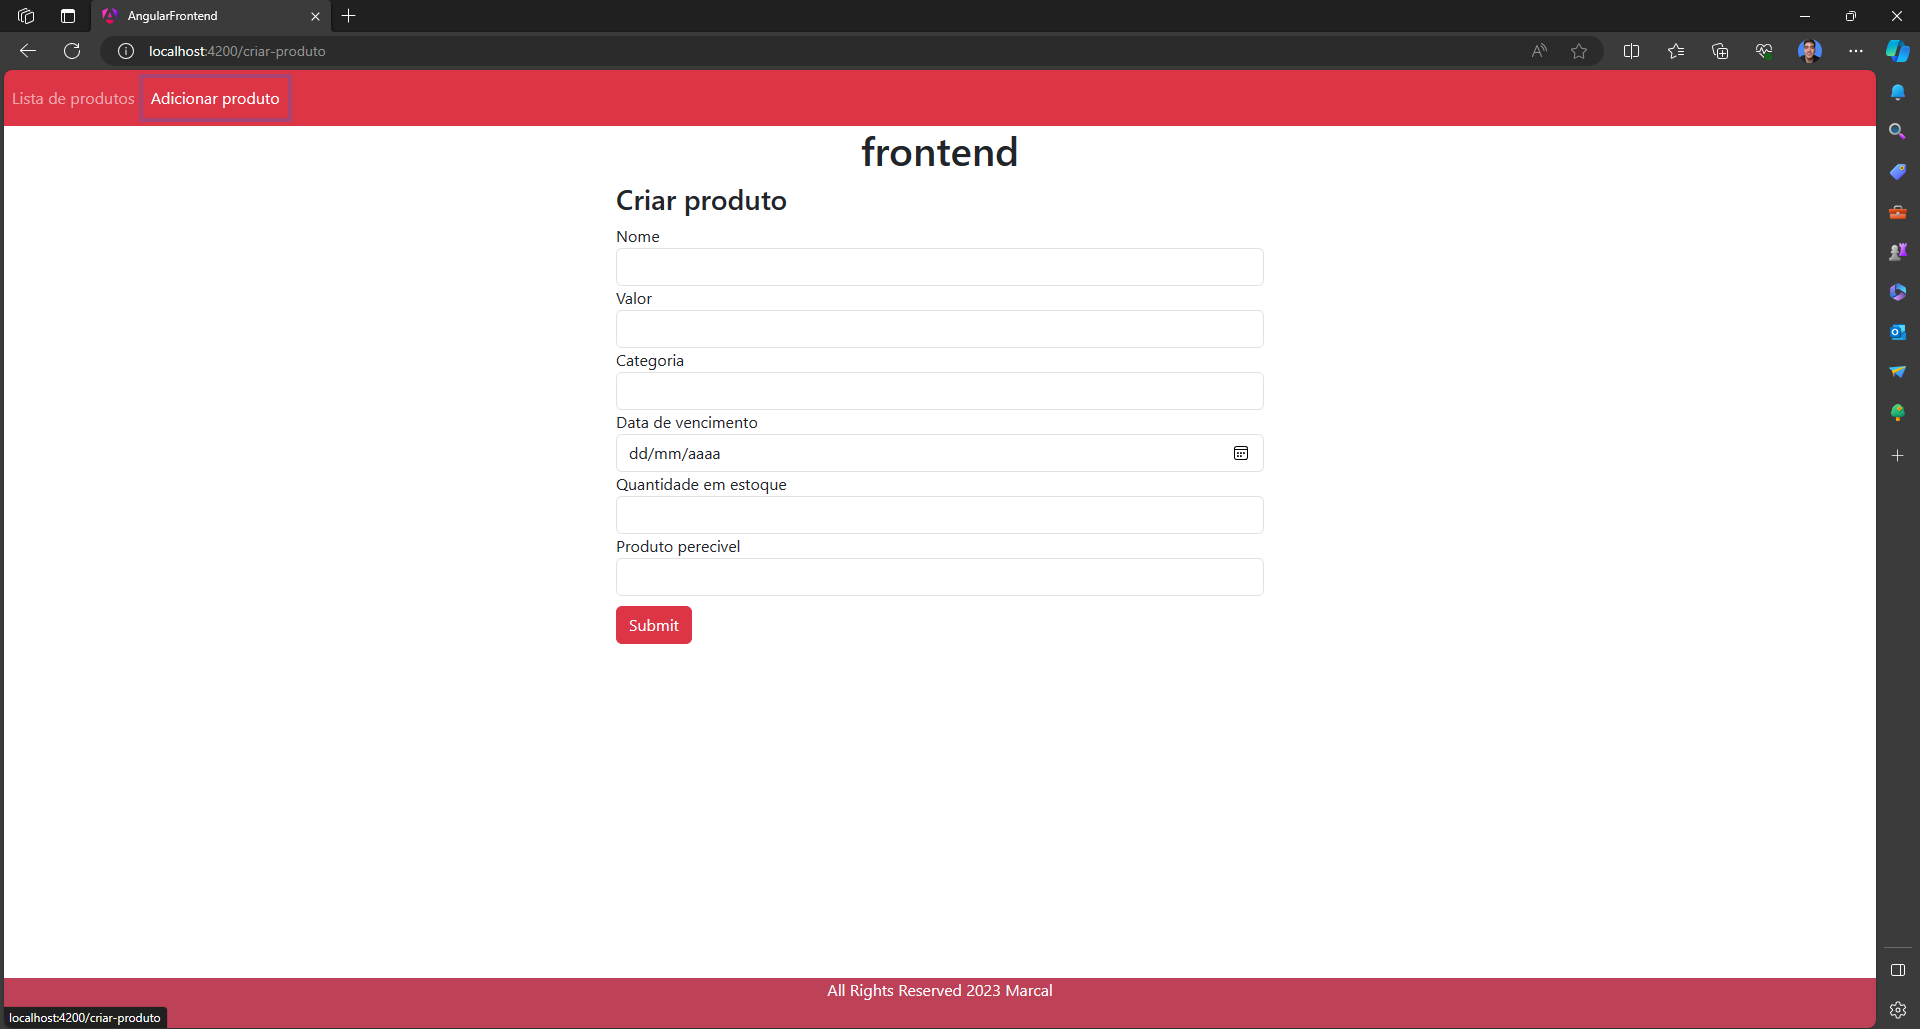 AngularFrontend
localhost:4200/criar-produto
Lista de produtos Adicionar produto
frontend
Criar produto
Nome
Valor
Categoria
Data de vencimento
dd/mm/aaaa
Quantidade em estoque
Produto perecivel
Submit
All Rights Reserved 2023 Marcal
localhost:4200/criar-produto